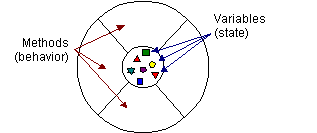 Methods
(behavior)
Variables
(state)